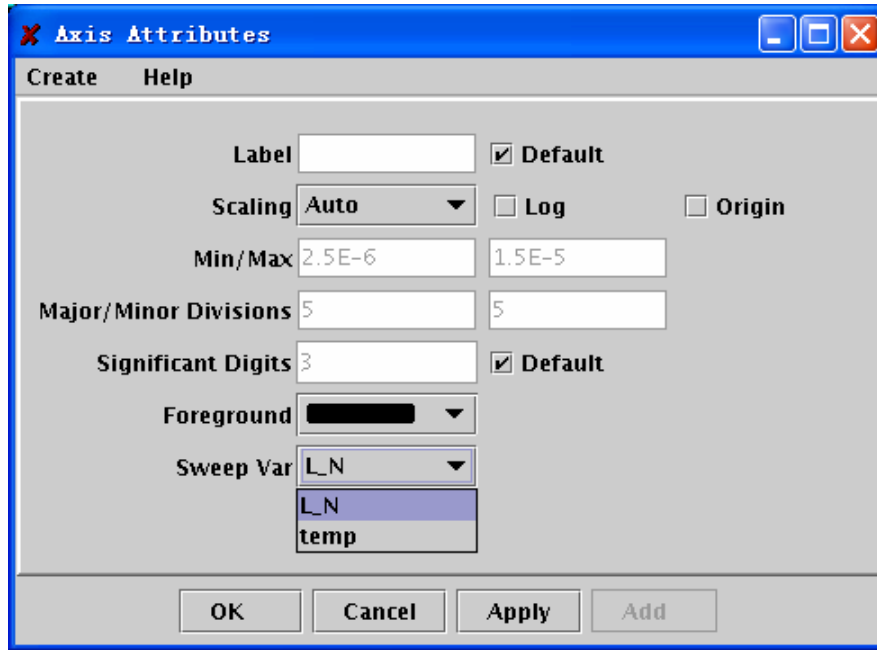 Axis Attributes
Create Help
Label Default
Scaling Auto Log Origin
Min/Max 2.5E-6 1.5E-5
Major/Minor Divisions 5 5
Significant Digits 3 Default
Foreground
Sweep Var L_N
L_N
temp
OK Cancel Apply Add